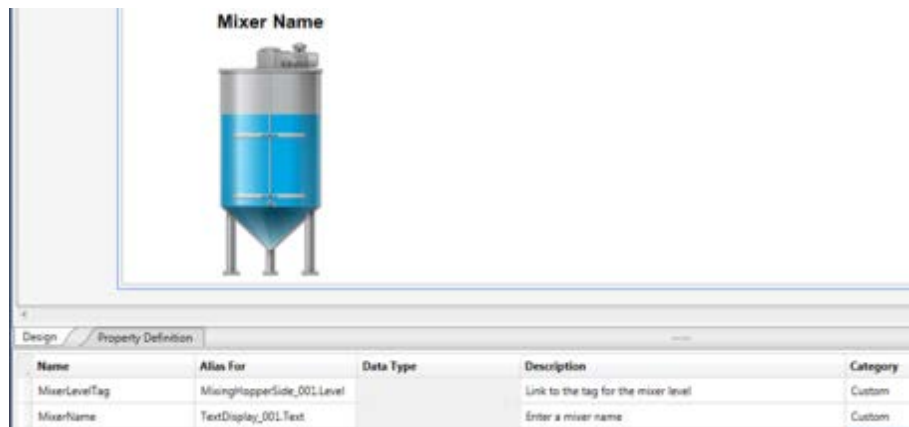 Mixer Name
Design Property Definition
Name Alias For Data Type Description Category
MixerLevelTag MixingHopperSide_001.Level Link to the tag for the mixer level Custom
MixerName TextDisplay_001.Text Enter a mixer name Custom